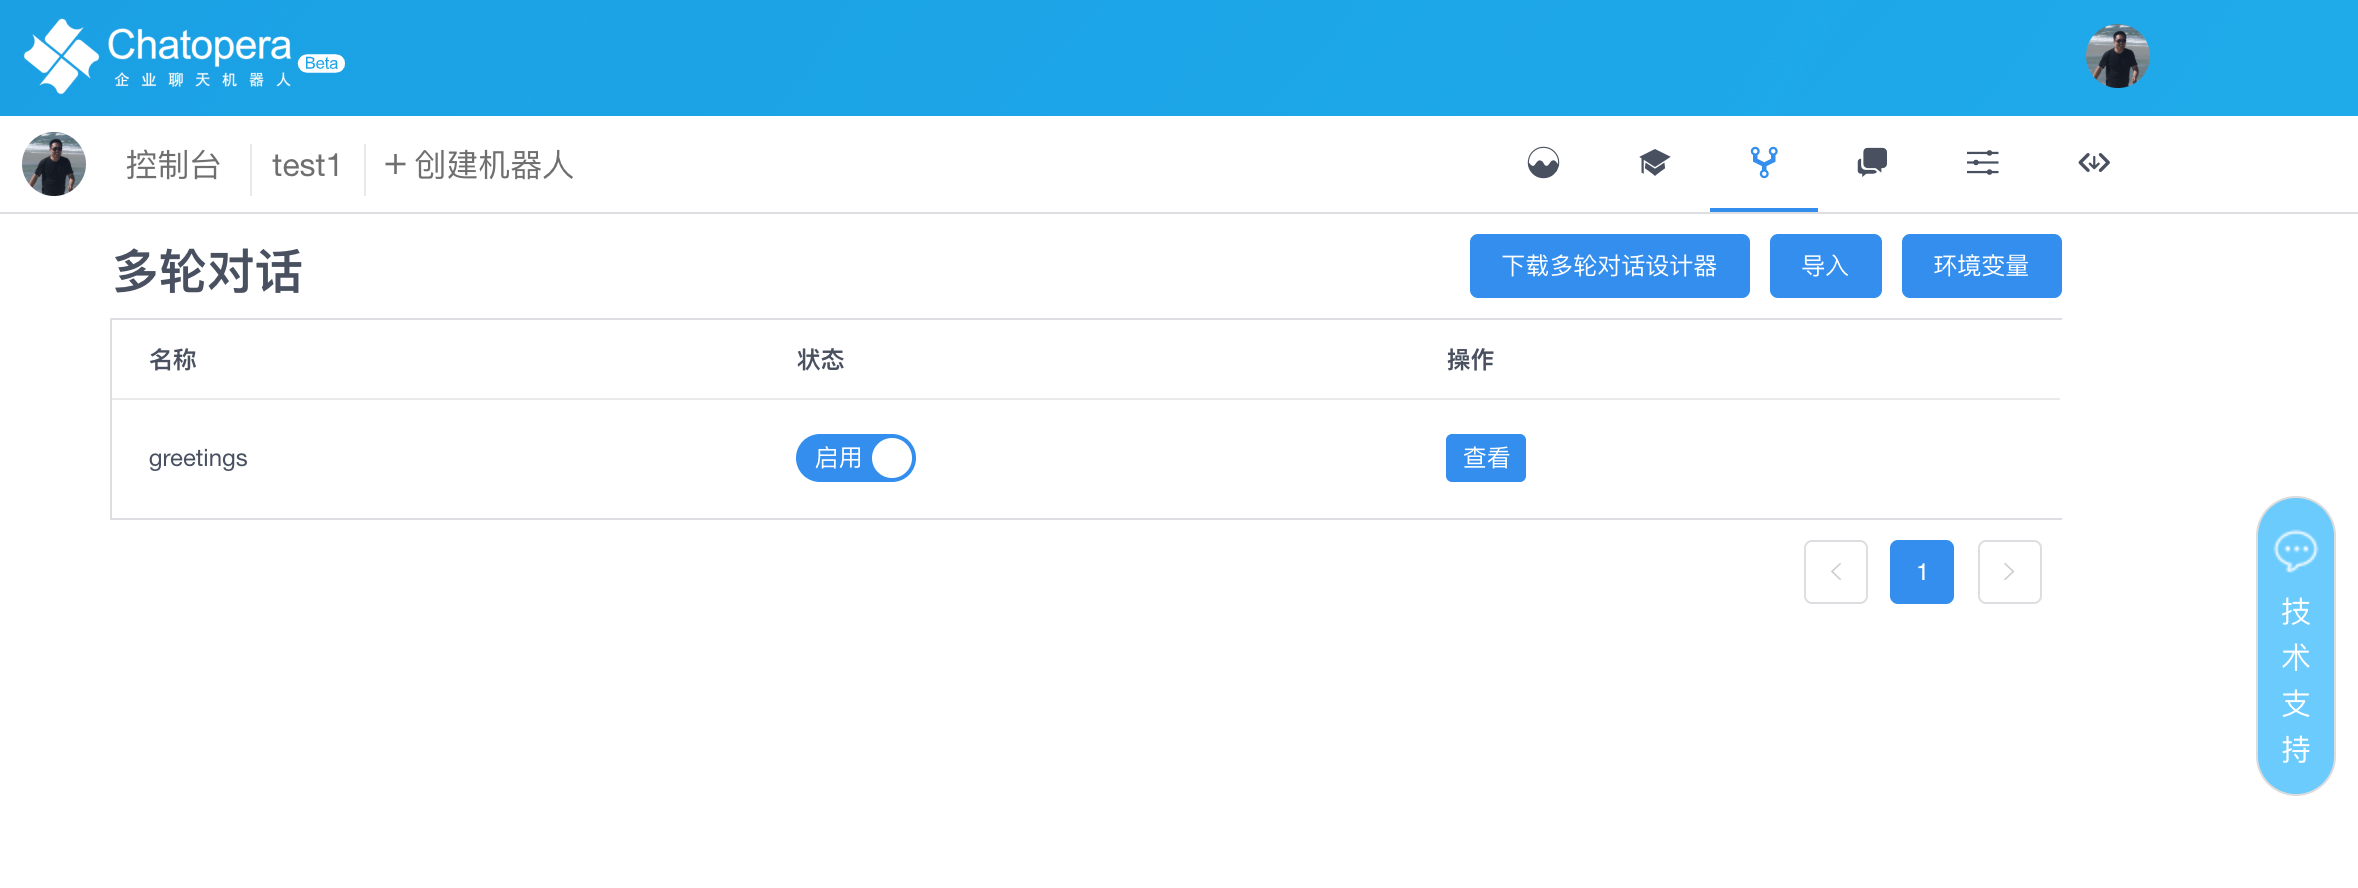 Chatopera
Beta
企业聊天机器人
控制台
test1
+ 创建机器人
多轮对话
下载多轮对话设计器
导入
环境变量
名称
状态
操作
greetings
启用
查看
1
技术支持